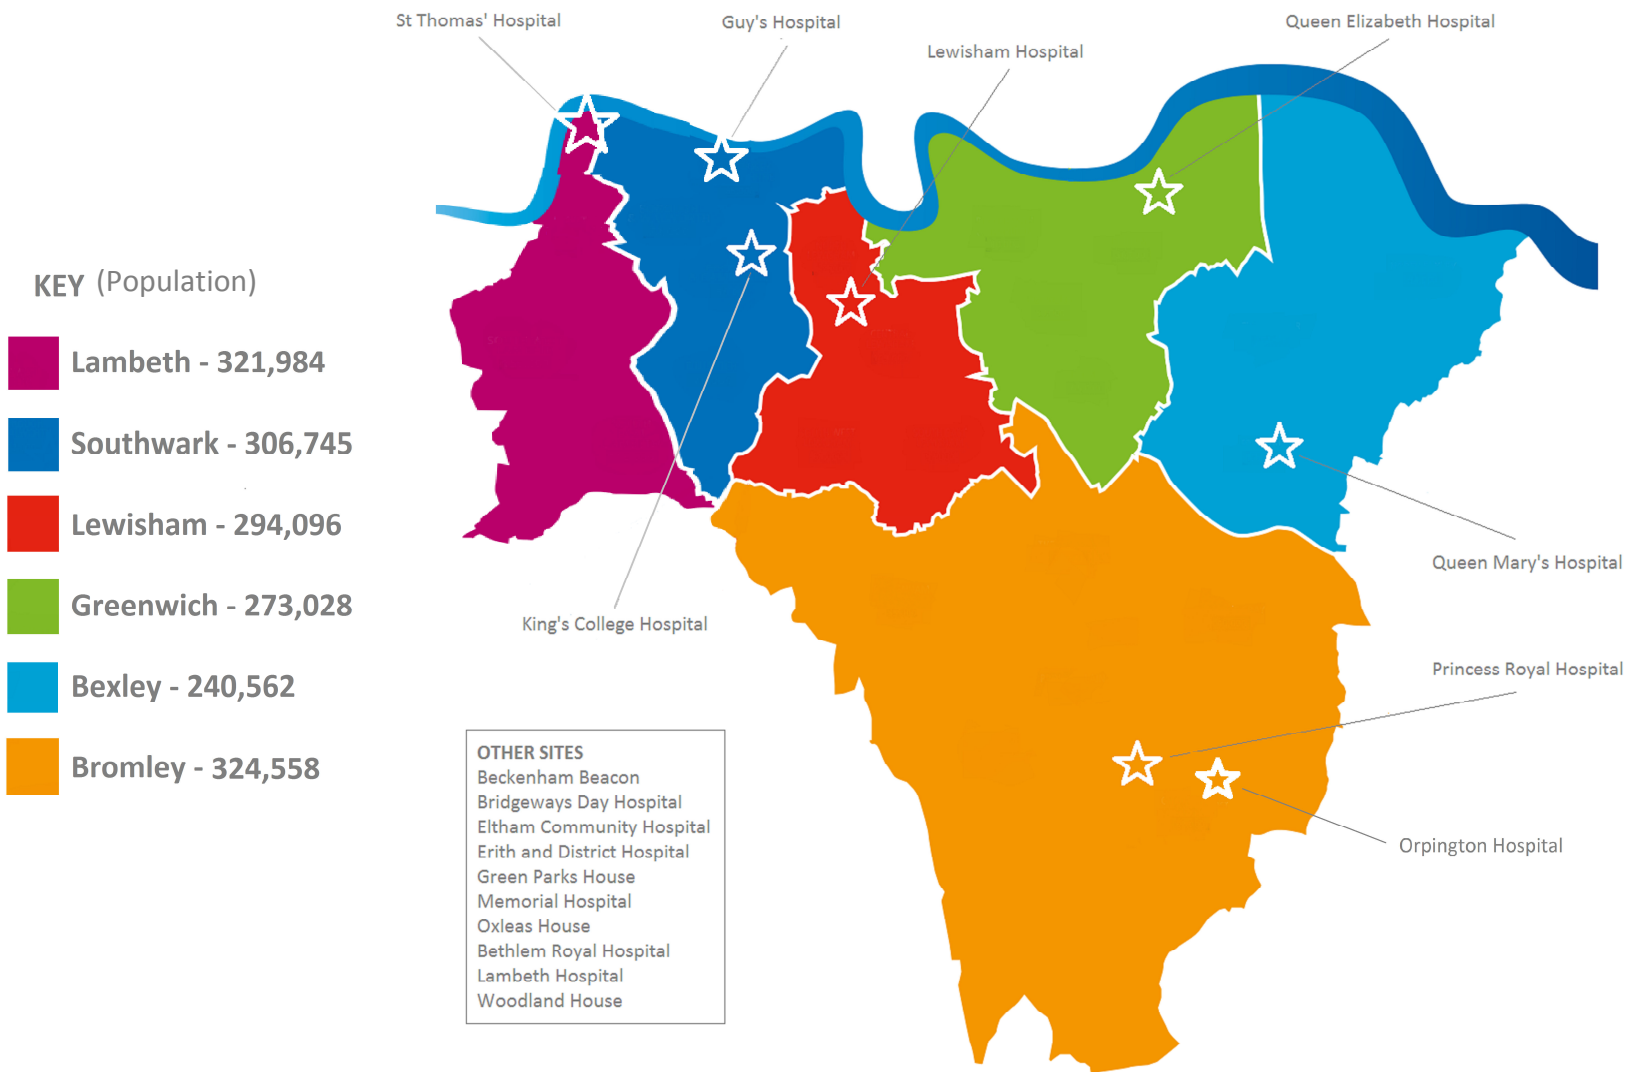 St Thomas' Hospital
Guy's Hospital
Lewisham Hospital
Queen Elizabeth Hospital
KEY (Population)
Lambeth - 321,984
Southwark - 306,745
Lewisham - 294,096
Greenwich - 273,028
Bexley - 240,562
Bromley - 324,558
King's College Hospital
Queen Mary's Hospital
Princess Royal Hospital
Orpington Hospital
OTHER SITES
Beckenham Beacon
Bridgeways Day Hospital
Eltham Community Hospital
Erith and District Hospital
Green Parks House
Memorial Hospital
Oxleas House
Bethlem Royal Hospital
Lambeth Hospital
Woodland House